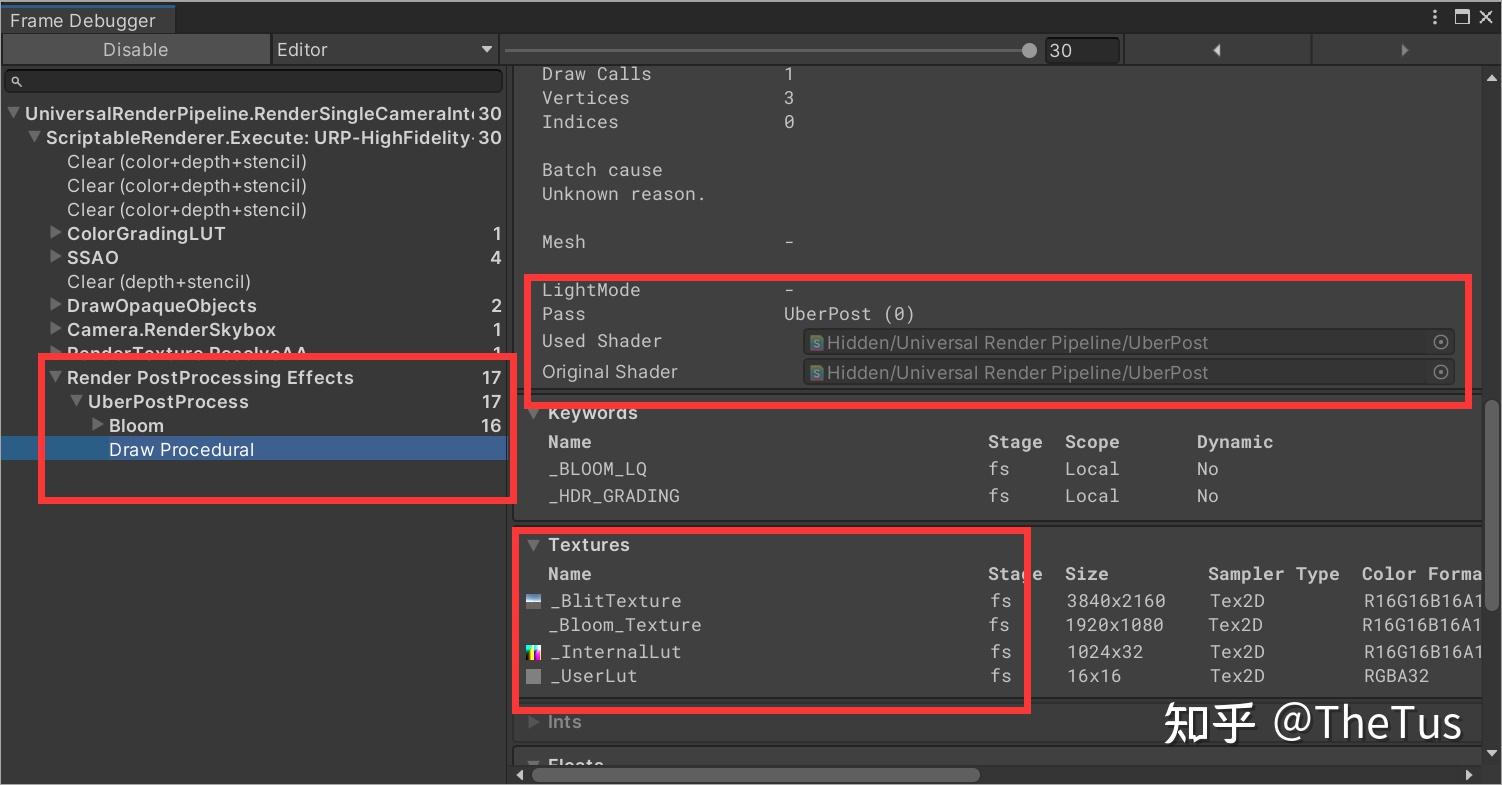 Frame Debugger
Disable
Editor
30
UniversalRenderPipeline.RenderSingleCameraInt 30
ScriptableRenderer.Execute: URP-HighFidelity- 30
Clear (color+depth+stencil)
Clear (color+depth+stencil)
Clear (color+depth+stencil)
ColorGradingLUT 1
SSAO 4
Clear (depth+stencil)
DrawOpaqueObjects 2
Camera.RenderSkybox 1
RenderTexture.ResolveAA 1
Render PostProcessing Effects 17
UberPostProcess 17
Bloom 16
Draw Procedural
Draw Calls 1
Vertices 3
Indices 0
Batch cause
Unknown reason.
Mesh -
LightMode -
Pass UberPost (0)
Used Shader Hidden/Universal Render Pipeline/UberPost
Original Shader Hidden/Universal Render Pipeline/UberPost
Keywords
Name Stage Scope Dynamic
_BLOOM_LQ fs Local No
_HDR_GRADING fs Local No
Textures
Name Stage Size Sampler Type Color Forma
_BlitTexture fs 3840x2160 Tex2D R16G16B16A1
_Bloom_Texture fs 1920x1080 Tex2D R16G16B16A1
_InternalLut fs 1024x32 Tex2D R16G16B16A1
_UserLut fs 16x16 Tex2D RGBA32
Ints
Floats
知乎 @TheTus